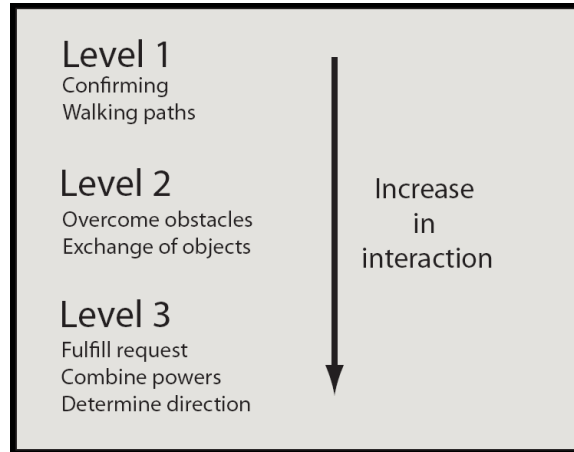 Level 1
Confirming
Walking paths
Level 2
Overcome obstacles
Exchange of objects
Level 3
Fulfill request
Combine powers
Determine direction
Increase
in
interaction